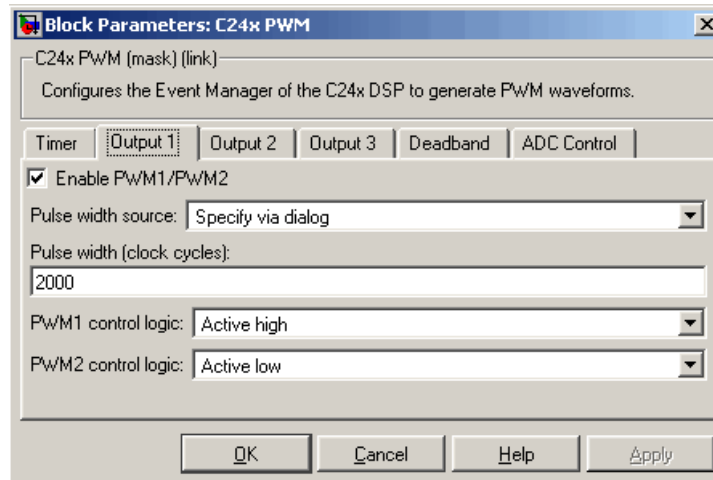 Block Parameters: C24x PWM
C24x PWM (mask) (link)
Configures the Event Manager of the C24x DSP to generate PWM waveforms.
Timer Output 1 Output 2 Output 3 Deadband ADC Control
Enable PWM1/PWM2
Pulse width source: Specify via dialog
Pulse width (clock cycles):
2000
PWM1 control logic: Active high
PWM2 control logic: Active low
OK Cancel Help Apply